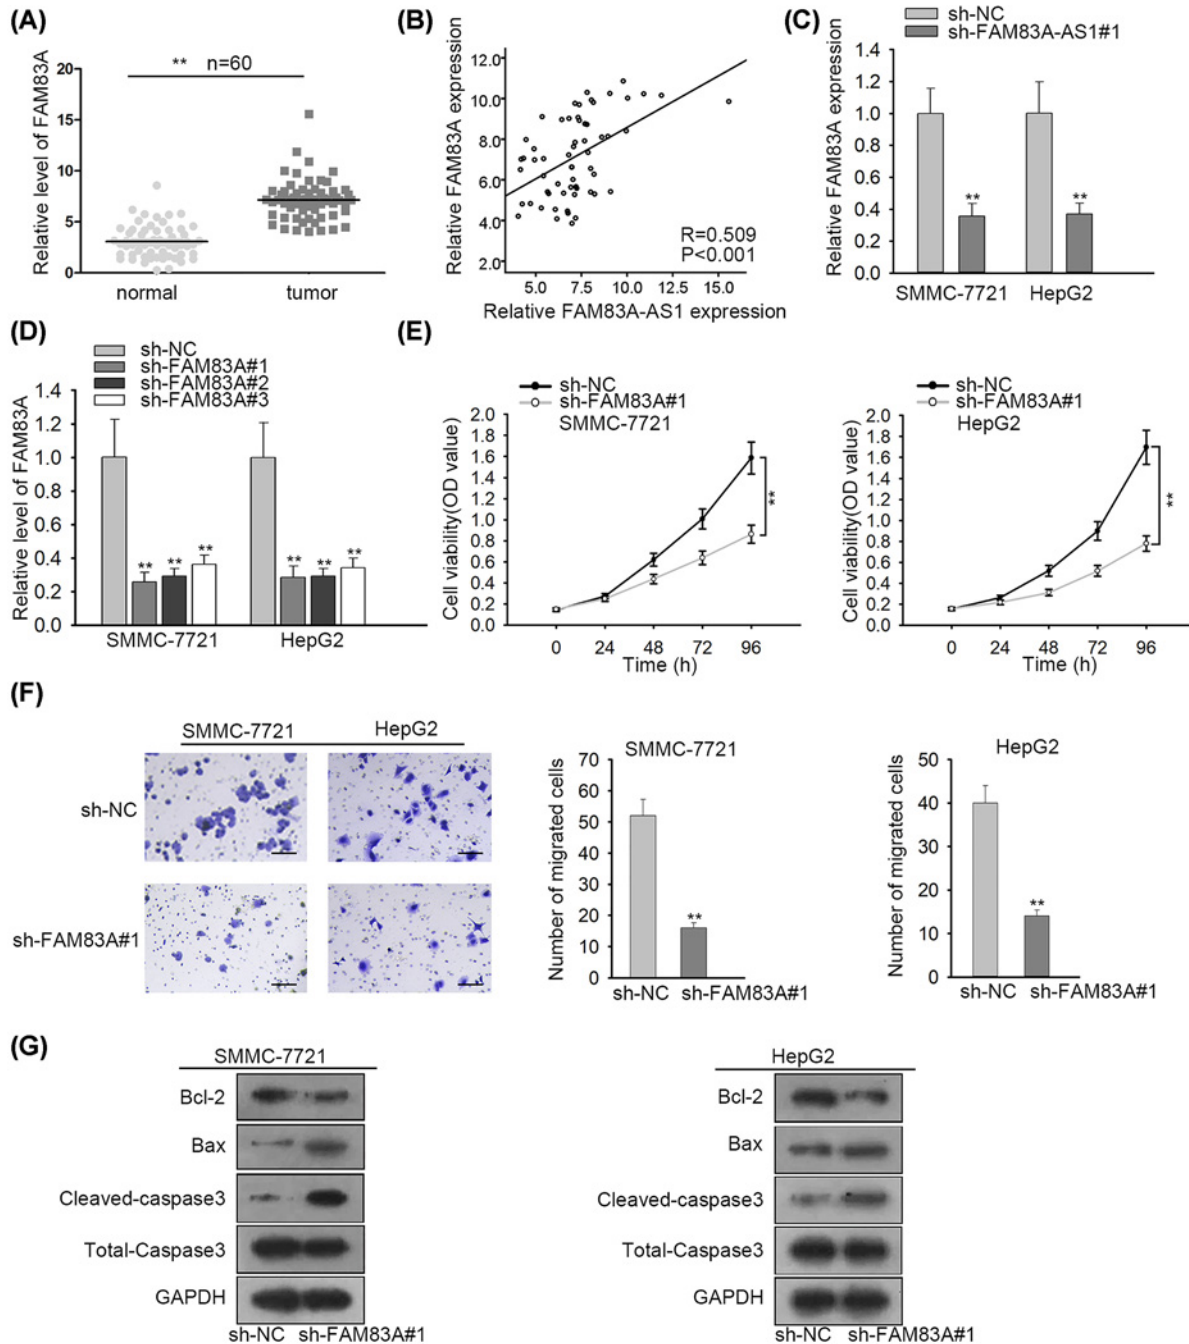 (A)
Relative level of FAM83A
** n=60
20
15
10
5
0
normal tumor
(B)
Relative FAM83A expression
12.0
10.0
8.0
6.0
4.0
2.0
R=0.509
P<0.001
5.0 7.5 10.0 12.5 15.0
Relative FAM83A-AS1 expression
(C)
sh-NC
sh-FAM83A-AS1#1
Relative FAM83A expression
1.4
1.2
1.0
0.8
0.6
0.4
0.2
0.0
** **
SMMC-7721 HepG2
(D)
sh-NC
sh-FAM83A#1
sh-FAM83A#2
sh-FAM83A#3
Relative level of FAM83A
1.4
1.2
1.0
0.8
0.6
0.4
0.2
0.0
** ** ** ** ** **
SMMC-7721 HepG2
(E)
sh-NC
sh-FAM83A#1
SMMC-7721
Cell viability(OD value)
2.0
1.8
1.6
1.4
1.2
1.0
0.8
0.6
0.4
0.2
0.0
**
0 24 48 72 96
Time (h)
sh-NC
sh-FAM83A#1
HepG2
Cell viability(OD value)
2.0
1.8
1.6
1.4
1.2
1.0
0.8
0.6
0.4
0.2
0.0
**
0 24 48 72 96
Time (h)
(F)
SMMC-7721 HepG2
sh-NC
sh-FAM83A#1
SMMC-7721
Number of migrated cells
70
60
50
40
30
20
10
0
**
sh-NC sh-FAM83A#1
HepG2
Number of migrated cells
50
40
30
20
10
0
**
sh-NC sh-FAM83A#1
(G)
SMMC-7721
Bcl-2
Bax
Cleaved-caspase3
Total-Caspase3
GAPDH
sh-NC sh-FAM83A#1
HepG2
Bcl-2
Bax
Cleaved-caspase3
Total-Caspase3
GAPDH
sh-NC sh-FAM83A#1